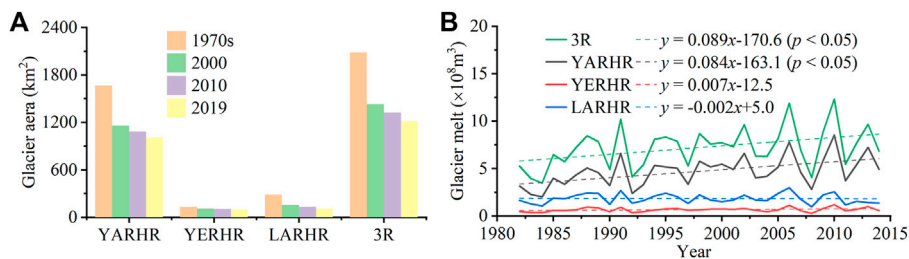 A
Glacier aera (km²)
2400
1800
1200
600
0
1970s
2000
2010
2019
YARHR YERHR LARHR 3R
B
Glacier melt (×10⁸m³)
20
15
10
5
0
3R y = 0.089x-170.6 (p < 0.05)
YARHR y = 0.084x-163.1 (p < 0.05)
YERHR y = 0.007x-12.5
LARHR y = -0.002x+5.0
1980 1985 1990 1995 2000 2005 2010 2015
Year